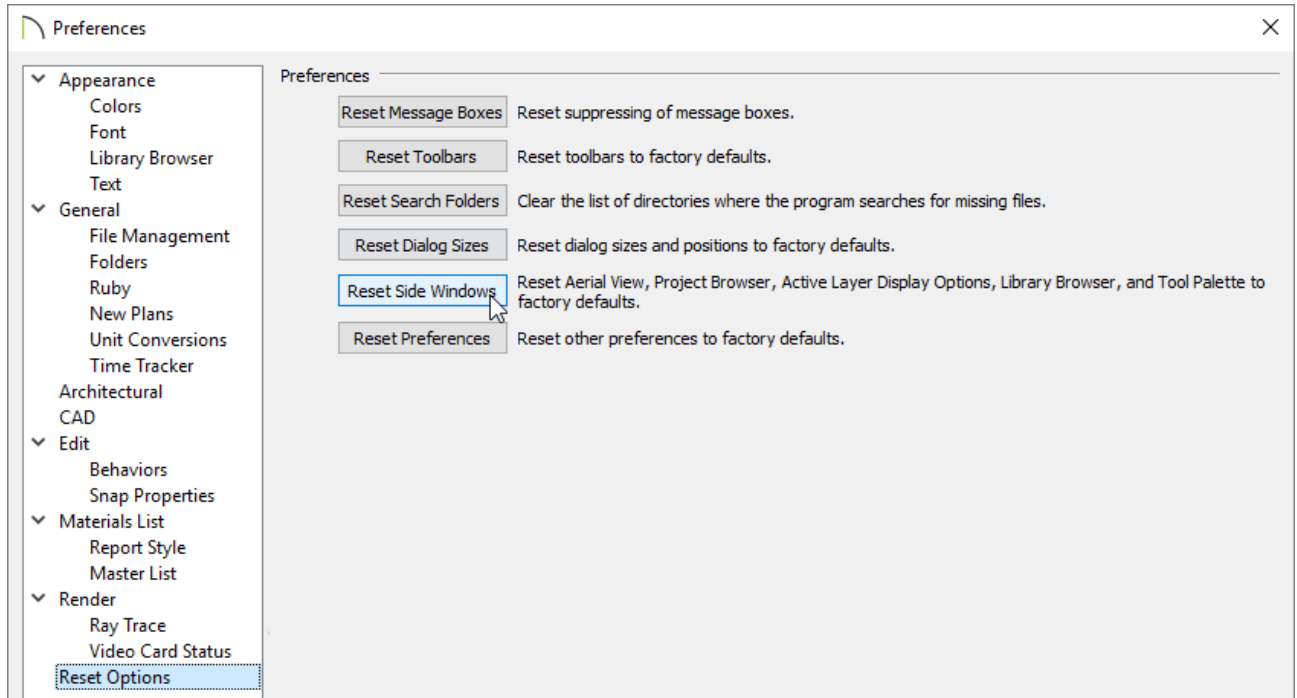 Preferences
Appearance
Colors
Font
Library Browser
Text
General
File Management
Folders
Ruby
New Plans
Unit Conversions
Time Tracker
Architectural
CAD
Edit
Behaviors
Snap Properties
Materials List
Report Style
Master List
Render
Ray Trace
Video Card Status
Reset Options
Preferences
Reset Message Boxes Reset suppressing of message boxes.
Reset Toolbars Reset toolbars to factory defaults.
Reset Search Folders Clear the list of directories where the program searches for missing files.
Reset Dialog Sizes Reset dialog sizes and positions to factory defaults.
Reset Side Windows Reset Aerial View, Project Browser, Active Layer Display Options, Library Browser, and Tool Palette to
factory defaults.
Reset Preferences Reset other preferences to factory defaults.